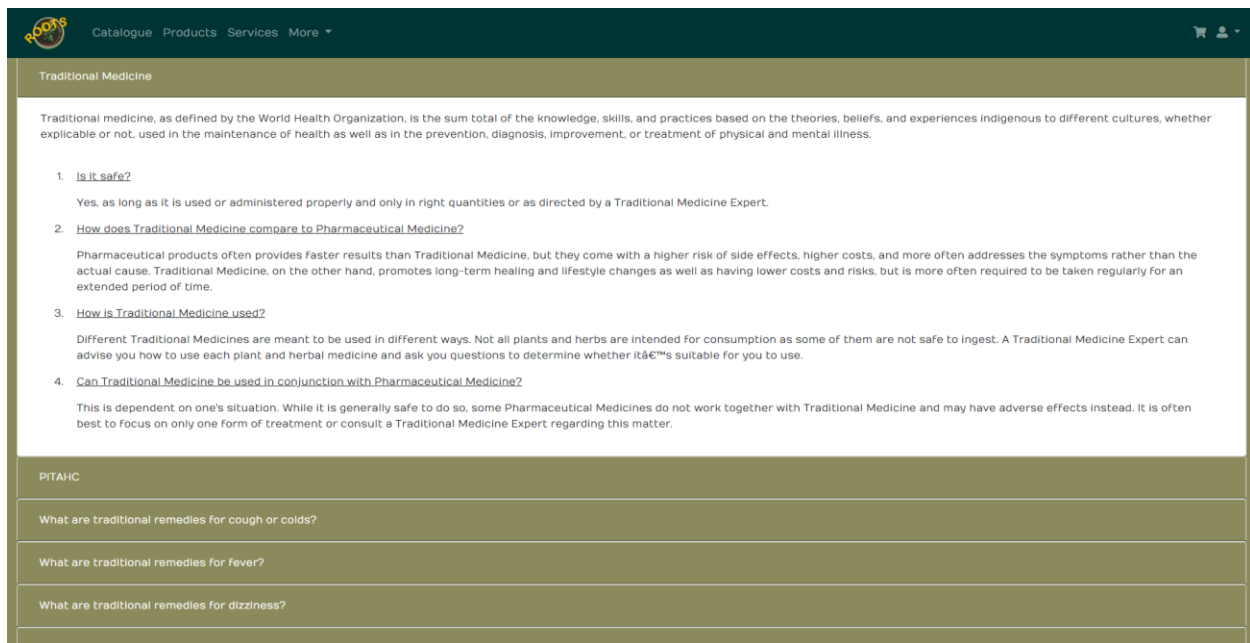 ROOTS
Catalogue Products Services More
Traditional Medicine
Traditional medicine, as defined by the World Health Organization, is the sum total of the knowledge, skills, and practices based on the theories, beliefs, and experiences indigenous to different cultures, whether
explicable or not, used in the maintenance of health as well as in the prevention, diagnosis, improvement, or treatment of physical and mental illness.
1. Is it safe?
Yes, as long as it is used or administered properly and only in right quantities or as directed by a Traditional Medicine Expert.
2. How does Traditional Medicine compare to Pharmaceutical Medicine?
Pharmaceutical products often provides faster results than Traditional Medicine, but they come with a higher risk of side effects, higher costs, and more often addresses the symptoms rather than the
actual cause. Traditional Medicine, on the other hand, promotes long-term healing and lifestyle changes as well as having lower costs and risks, but is more often required to be taken regularly for an
extended period of time.
3. How is Traditional Medicine used?
Different Traditional Medicines are meant to be used in different ways. Not all plants and herbs are intended for consumption as some of them are not safe to ingest. A Traditional Medicine Expert can
advise you how to use each plant and herbal medicine and ask you questions to determine whether itâ€™s suitable for you to use.
4. Can Traditional Medicine be used in conjunction with Pharmaceutical Medicine?
This is dependent on one's situation. While it is generally safe to do so, some Pharmaceutical Medicines do not work together with Traditional Medicine and may have adverse effects instead. It is often
best to focus on only one form of treatment or consult a Traditional Medicine Expert regarding this matter.
PITAHC
What are traditional remedies for cough or colds?
What are traditional remedies for fever?
What are traditional remedies for dizziness?